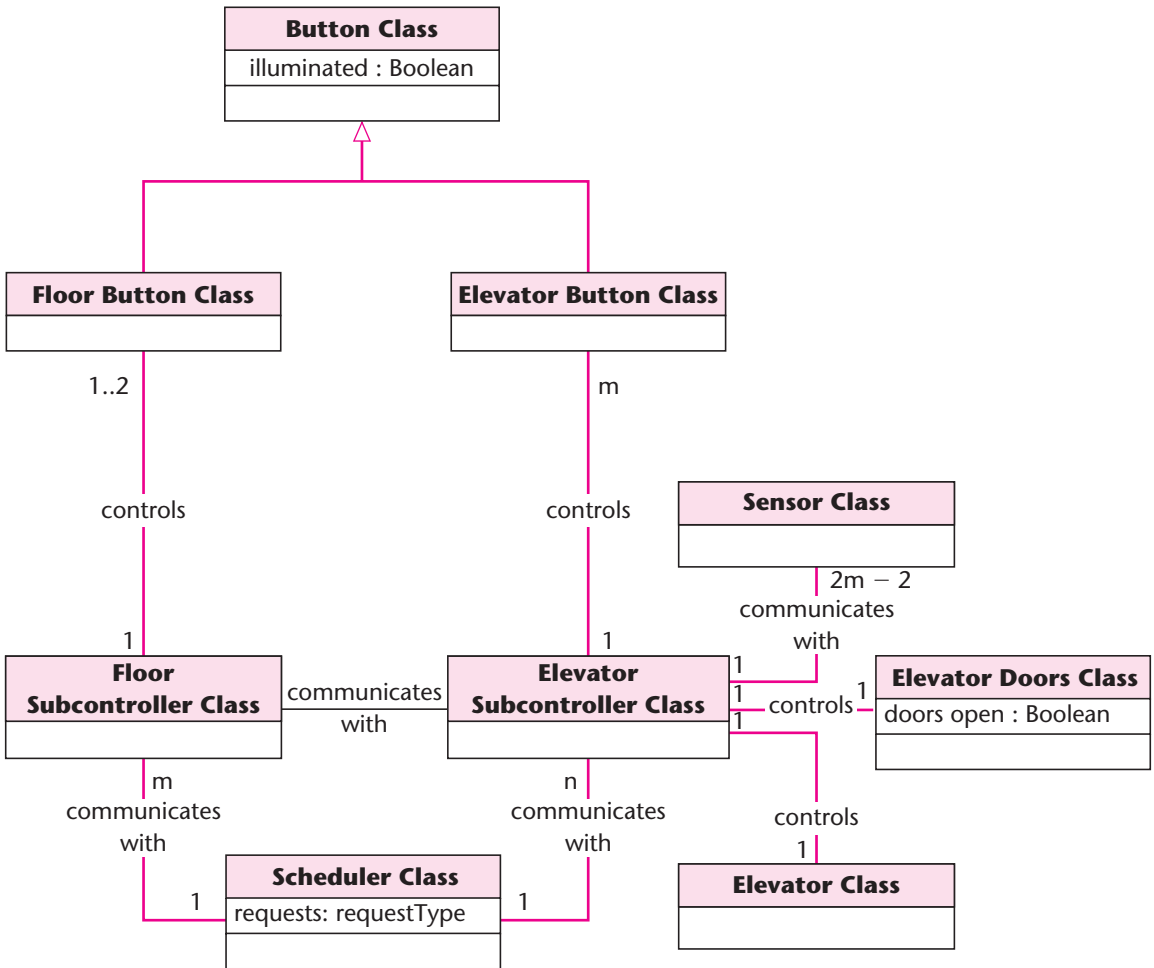 Button Class
illuminated : Boolean
Floor Button Class
Elevator Button Class
1..2
m
controls
controls
Sensor Class
2m − 2
communicates
with
1
1
Floor
Subcontroller Class
communicates
with
Elevator
Subcontroller Class
1
1
controls
1
1
Elevator Doors Class
doors open : Boolean
m
communicates
with
n
communicates
with
controls
1
1
Scheduler Class
requests: requestType
1
Elevator Class